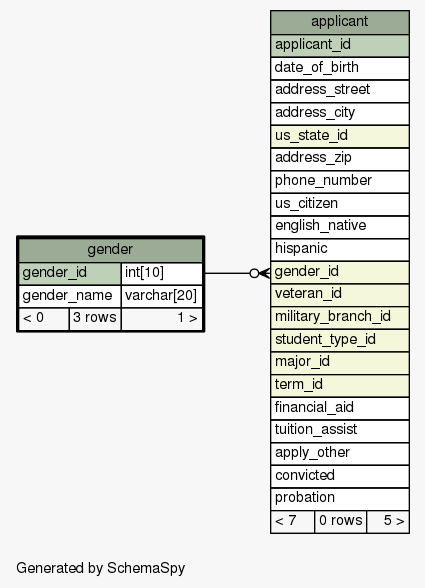 applicant
applicant_id
date_of_birth
address_street
address_city
us_state_id
address_zip
phone_number
us_citizen
english_native
hispanic
gender_id
veteran_id
military_branch_id
student_type_id
major_id
term_id
financial_aid
tuition_assist
apply_other
convicted
probation
< 7 0 rows 5 >
gender
gender_id int[10]
gender_name varchar[20]
< 0 3 rows 1 >
Generated by SchemaSpy